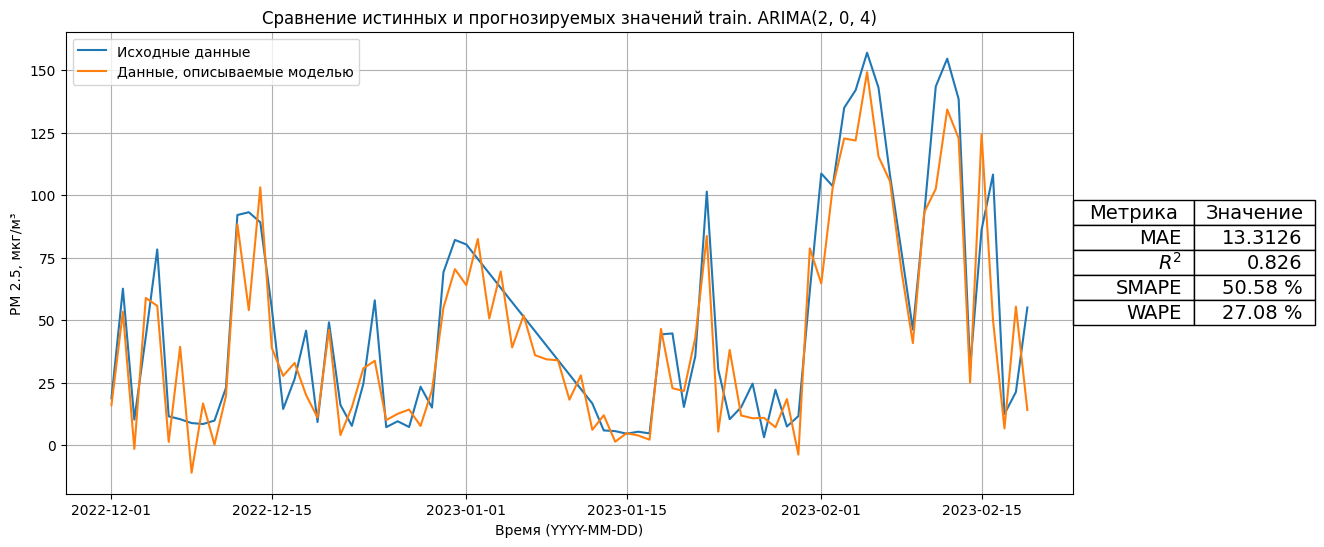 Сравнение истинных и прогнозируемых значений train. ARIMA(2, 0, 4)
Исходные данные
Данные, описываемые моделью
PM 2.5, мкг/м³
150
125
100
75
50
25
0
2022-12-01
2022-12-15
2023-01-01
2023-01-15
2023-02-01
2023-02-15
Время (YYYY-MM-DD)
Метрика Значение
MAE 13.3126
R² 0.826
SMAPE 50.58 %
WAPE 27.08 %